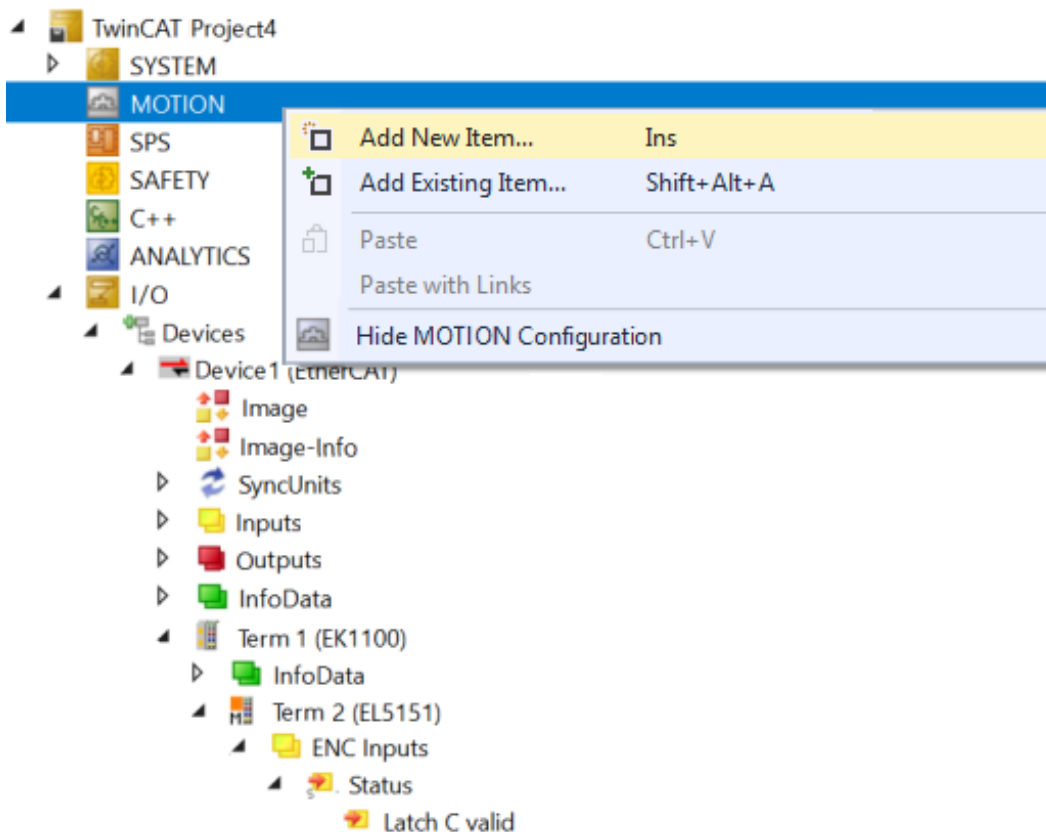 TwinCAT Project4
SYSTEM
MOTION
Add New Item... Ins
SPS
Add Existing Item... Shift+Alt+A
SAFETY
C++
Paste Ctrl+V
ANALYTICS
Paste with Links
I/O
Devices
Hide MOTION Configuration
Device1 (EtherCAT)
Image
Image-Info
SyncUnits
Inputs
Outputs
InfoData
Term 1 (EK1100)
InfoData
Term 2 (EL5151)
ENC Inputs
Status
Latch C valid